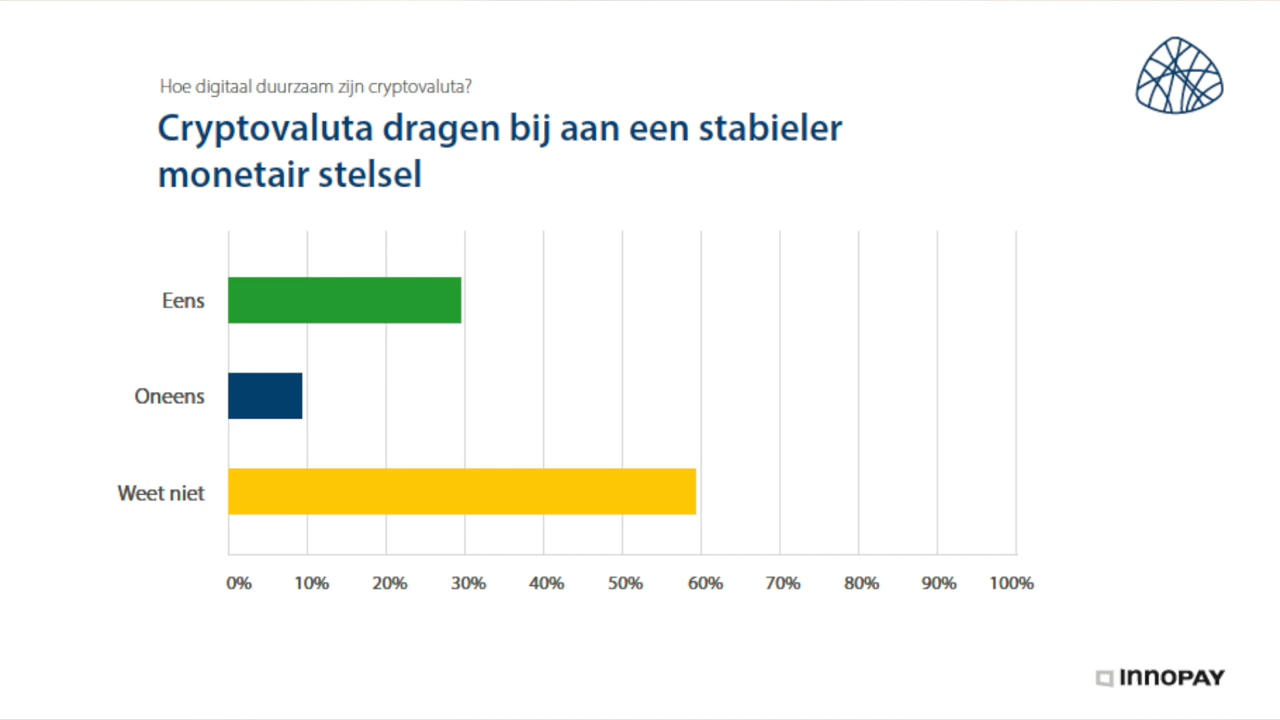 Hoe digitaal duurzaam zijn cryptovaluta?
Cryptovaluta dragen bij aan een stabieler
monetair stelsel
Eens
Oneens
Weet niet
0% 10% 20% 30% 40% 50% 60% 70% 80% 90% 100%
INNOPAY